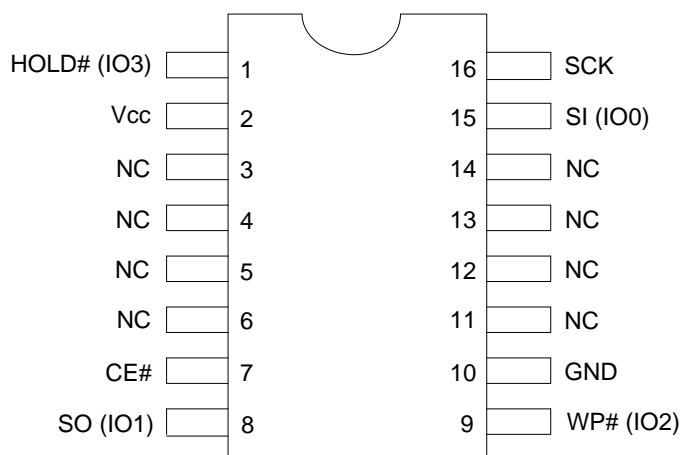 HOLD# (IO3) 1 16 SCK
Vcc 2 15 SI (IO0)
NC 3 14 NC
NC 4 13 NC
NC 5 12 NC
NC 6 11 NC
CE# 7 10 GND
SO (IO1) 8 9 WP# (IO2)